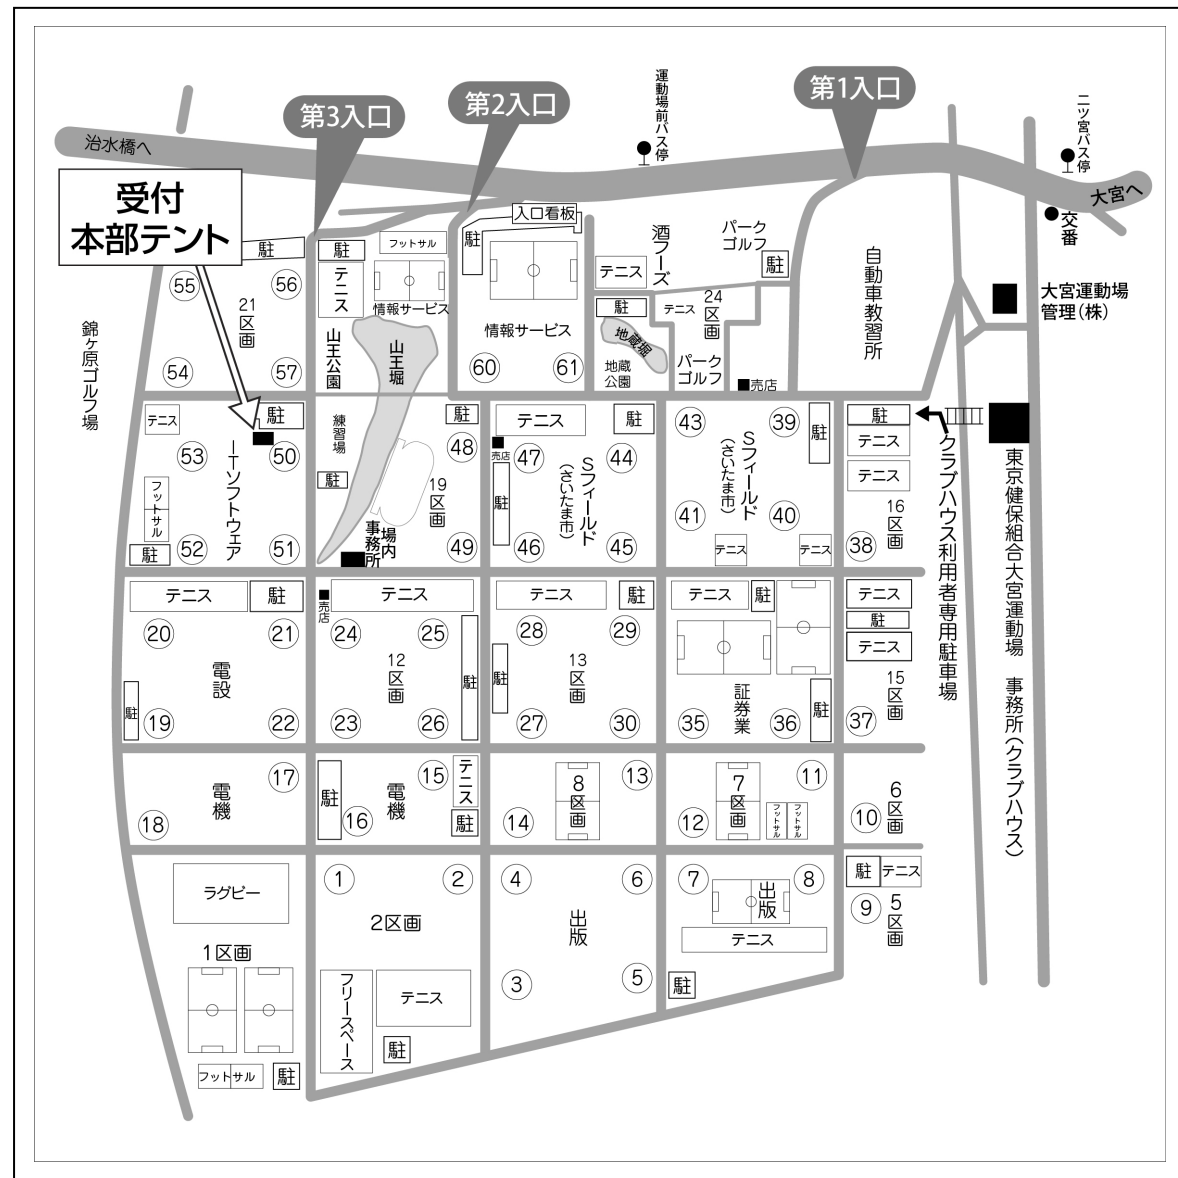 運動場前バス停
二ツ宮バス停
第1入口
第2入口
第3入口
治水橋へ
大宮へ
交番
受付
本部テント
入口看板
駐
駐
駐
フットサル
テニス
情報サービス
情報サービス
酒フーズ
パーク
ゴルフ
駐
テニス
駐
テニス
24
区画
地蔵堀
地蔵
公園
パーク
ゴルフ
■売店
自動車教習所
大宮運動場
管理(株)
錦ヶ原ゴルフ場
55
56
21
区画
54
57
山王公園
山王堀
60
61
テニス
駐
53
50
ITソフトウェア
フットサル
52
51
駐
練習場
駐
駐
48
19
区画
49
場内
事務所
テニス
駐
売店
47
44
駐
Sフィールド
(さいたま市)
46
45
43
39
駐
Sフィールド
(さいたま市)
41
40
テニス
テニス
駐
テニス
テニス
16
区画
38
クラブハウス利用者専用駐車場
東京健保組合大宮運動場 事務所(クラブハウス)
テニス
駐
20
21
電設
駐
19
22
売店
テニス
24
25
12
区画
駐
23
26
テニス
駐
28
29
13
区画
駐
27
30
テニス
駐
証券業
35
36
駐
テニス
駐
テニス
15
区画
37
17
電機
18
駐
16
電機
15
テニス
駐
13
8
区画
14
11
7
区画
12
フットサル
フットサル
6
区画
10
駐
テニス
5
区画
9
ラグビー
1区画
フットサル
駐
1
2
2区画
フリースペース
テニス
駐
4
6
出版
3
5
7
8
出版
テニス
駐